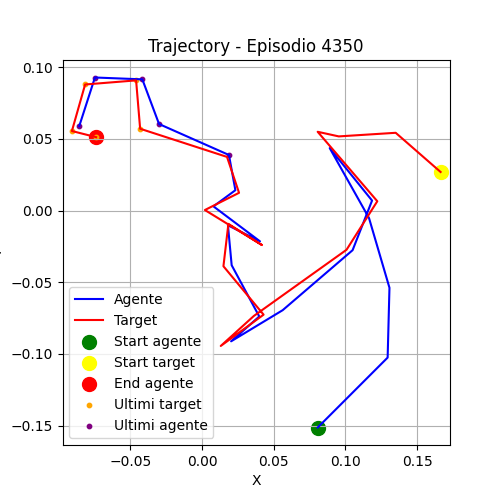 Trajectory - Episodio 4350
0.10
0.05
0.00
−0.05
−0.10
−0.15
Agente
Target
Start agente
Start target
End agente
Ultimi target
Ultimi agente
−0.05
0.00
0.05
0.10
0.15
X